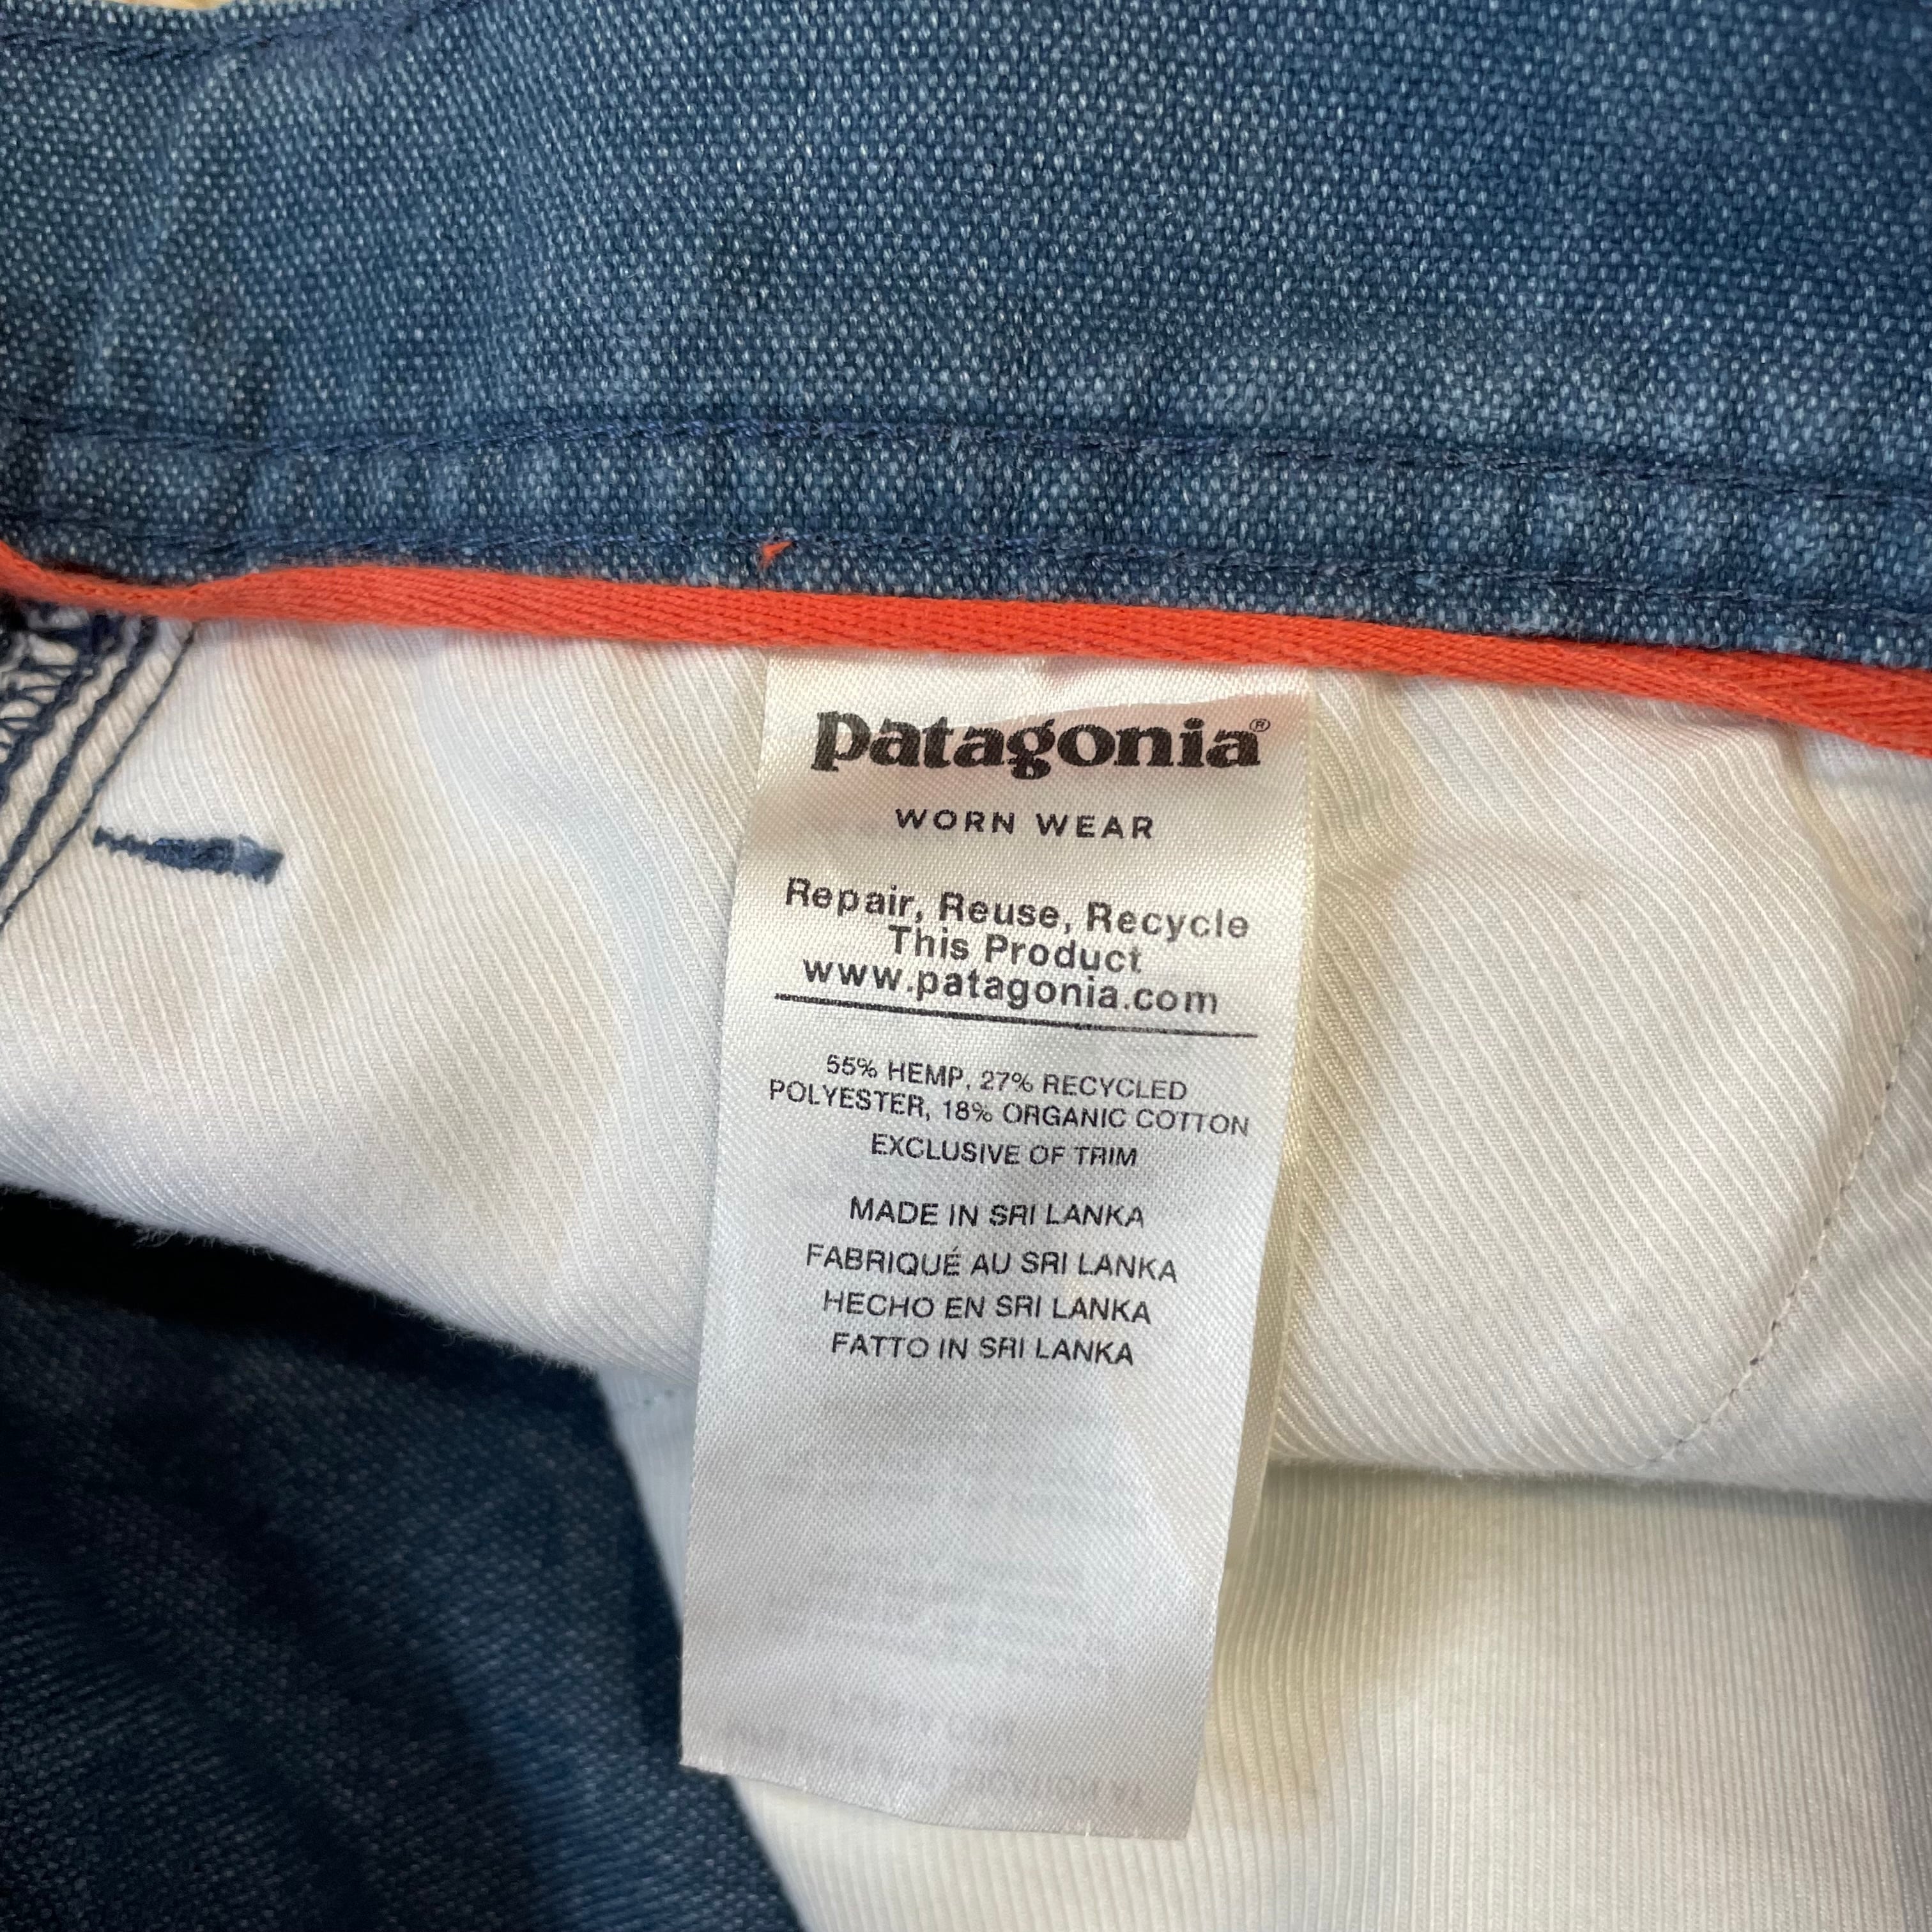 patagonia®
WORN WEAR
Repair, Reuse, Recycle
This Product
www.patagonia.com
55% HEMP, 27% RECYCLED
POLYESTER, 18% ORGANIC COTTON
EXCLUSIVE OF TRIM
MADE IN SRI LANKA
FABRIQUÉ AU SRI LANKA
HECHO EN SRI LANKA
FATTO IN SRI LANKA